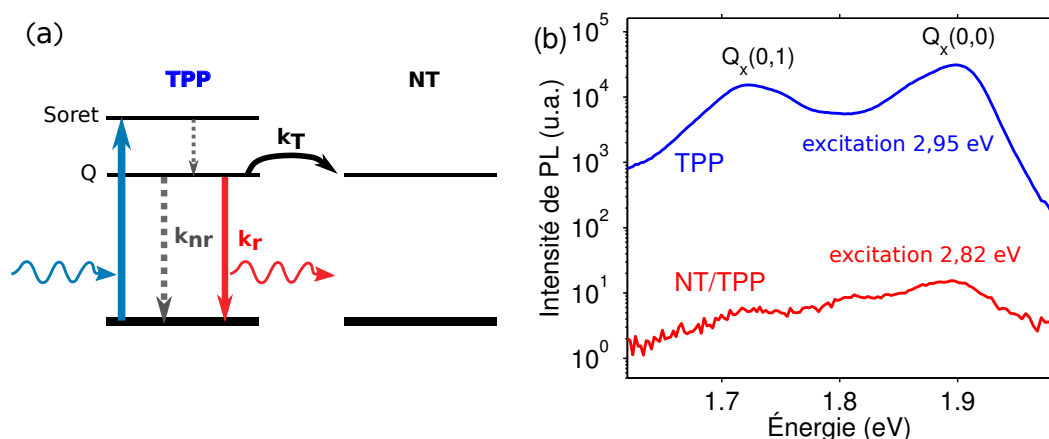 (a)
TPP
NT
Soret
Q
k_T
k_nr
k_r
(b)
Intensité de PL (u.a.)
10^5
10^4
10^3
10^2
10^1
10^0
Q_x(0,1)
Q_x(0,0)
excitation 2,95 eV
TPP
excitation 2,82 eV
NT/TPP
1.7
1.8
1.9
Énergie (eV)